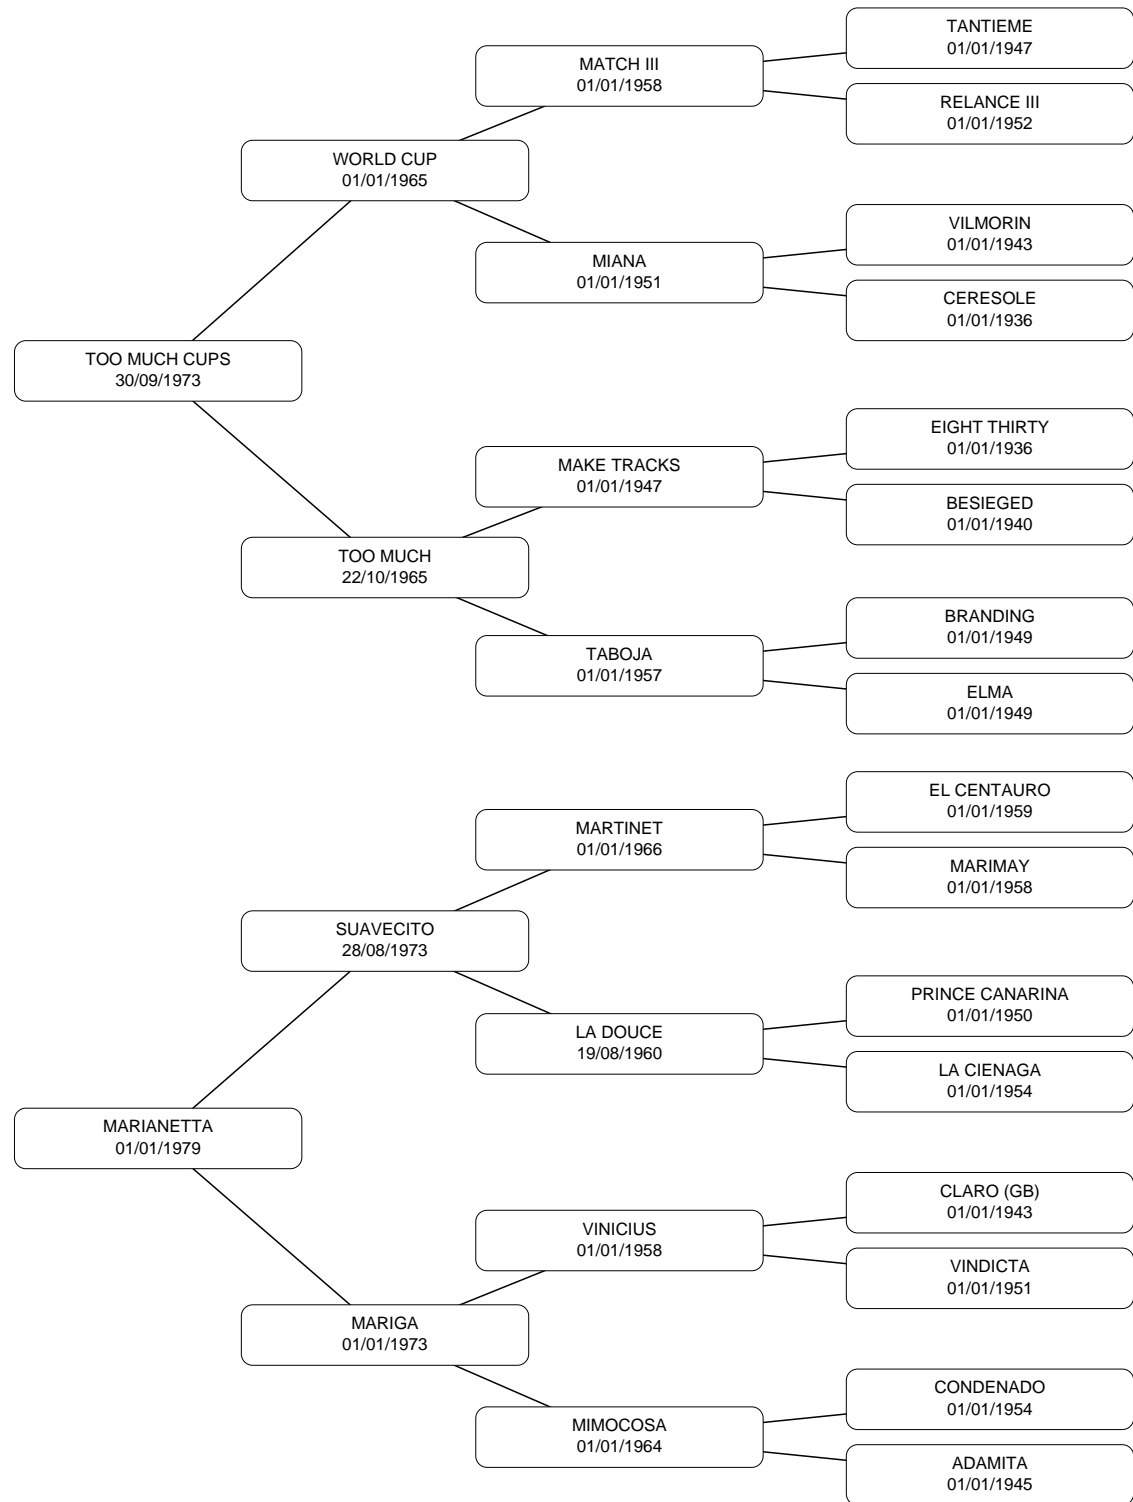 TANTIEME
01/01/1947
MATCH III
01/01/1958
RELANCE III
01/01/1952
WORLD CUP
01/01/1965
VILMORIN
01/01/1943
MIANA
01/01/1951
CERESOLE
01/01/1936
TOO MUCH CUPS
30/09/1973
EIGHT THIRTY
01/01/1936
MAKE TRACKS
01/01/1947
BESIEGED
01/01/1940
TOO MUCH
22/10/1965
BRANDING
01/01/1949
TABOJA
01/01/1957
ELMA
01/01/1949
EL CENTAURO
01/01/1959
MARTINET
01/01/1966
MARIMAY
01/01/1958
SUAVECITO
28/08/1973
PRINCE CANARINA
01/01/1950
LA DOUCE
19/08/1960
LA CIENAGA
01/01/1954
MARIANETTA
01/01/1979
CLARO (GB)
01/01/1943
VINICIUS
01/01/1958
VINDICTA
01/01/1951
MARIGA
01/01/1973
CONDENADO
01/01/1954
MIMOCOSA
01/01/1964
ADAMITA
01/01/1945